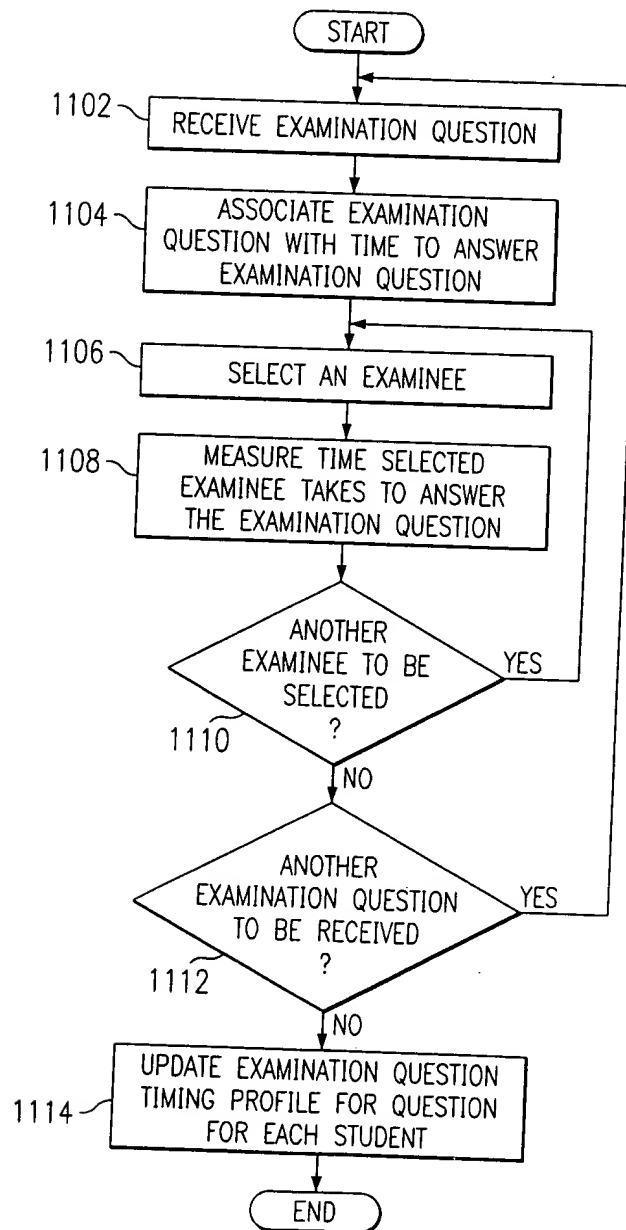 START
1102
RECEIVE EXAMINATION QUESTION
1104
ASSOCIATE EXAMINATION
QUESTION WITH TIME TO ANSWER
EXAMINATION QUESTION
1106
SELECT AN EXAMINEE
1108
MEASURE TIME SELECTED
EXAMINEE TAKES TO ANSWER
THE EXAMINATION QUESTION
ANOTHER
EXAMINEE TO BE
SELECTED
?
YES
1110
NO
ANOTHER
EXAMINATION QUESTION
TO BE RECEIVED
?
YES
1112
NO
1114
UPDATE EXAMINATION QUESTION
TIMING PROFILE FOR QUESTION
FOR EACH STUDENT
END